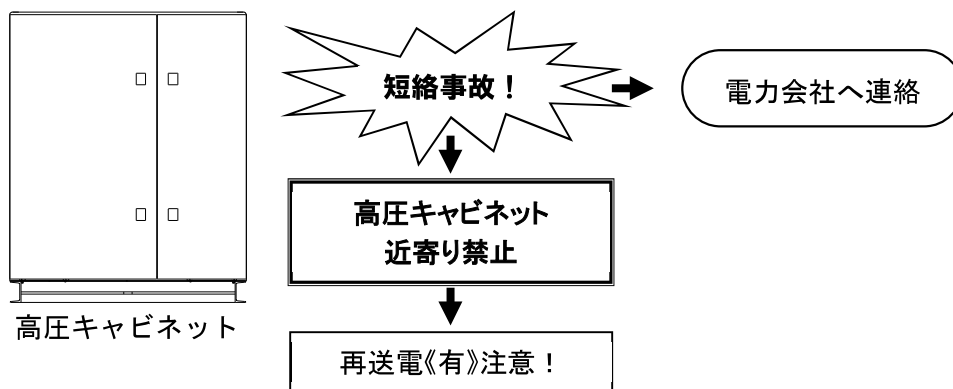 短絡事故！
電力会社へ連絡
高圧キャビネット
近寄り禁止
高圧キャビネット
再送電《有》注意！